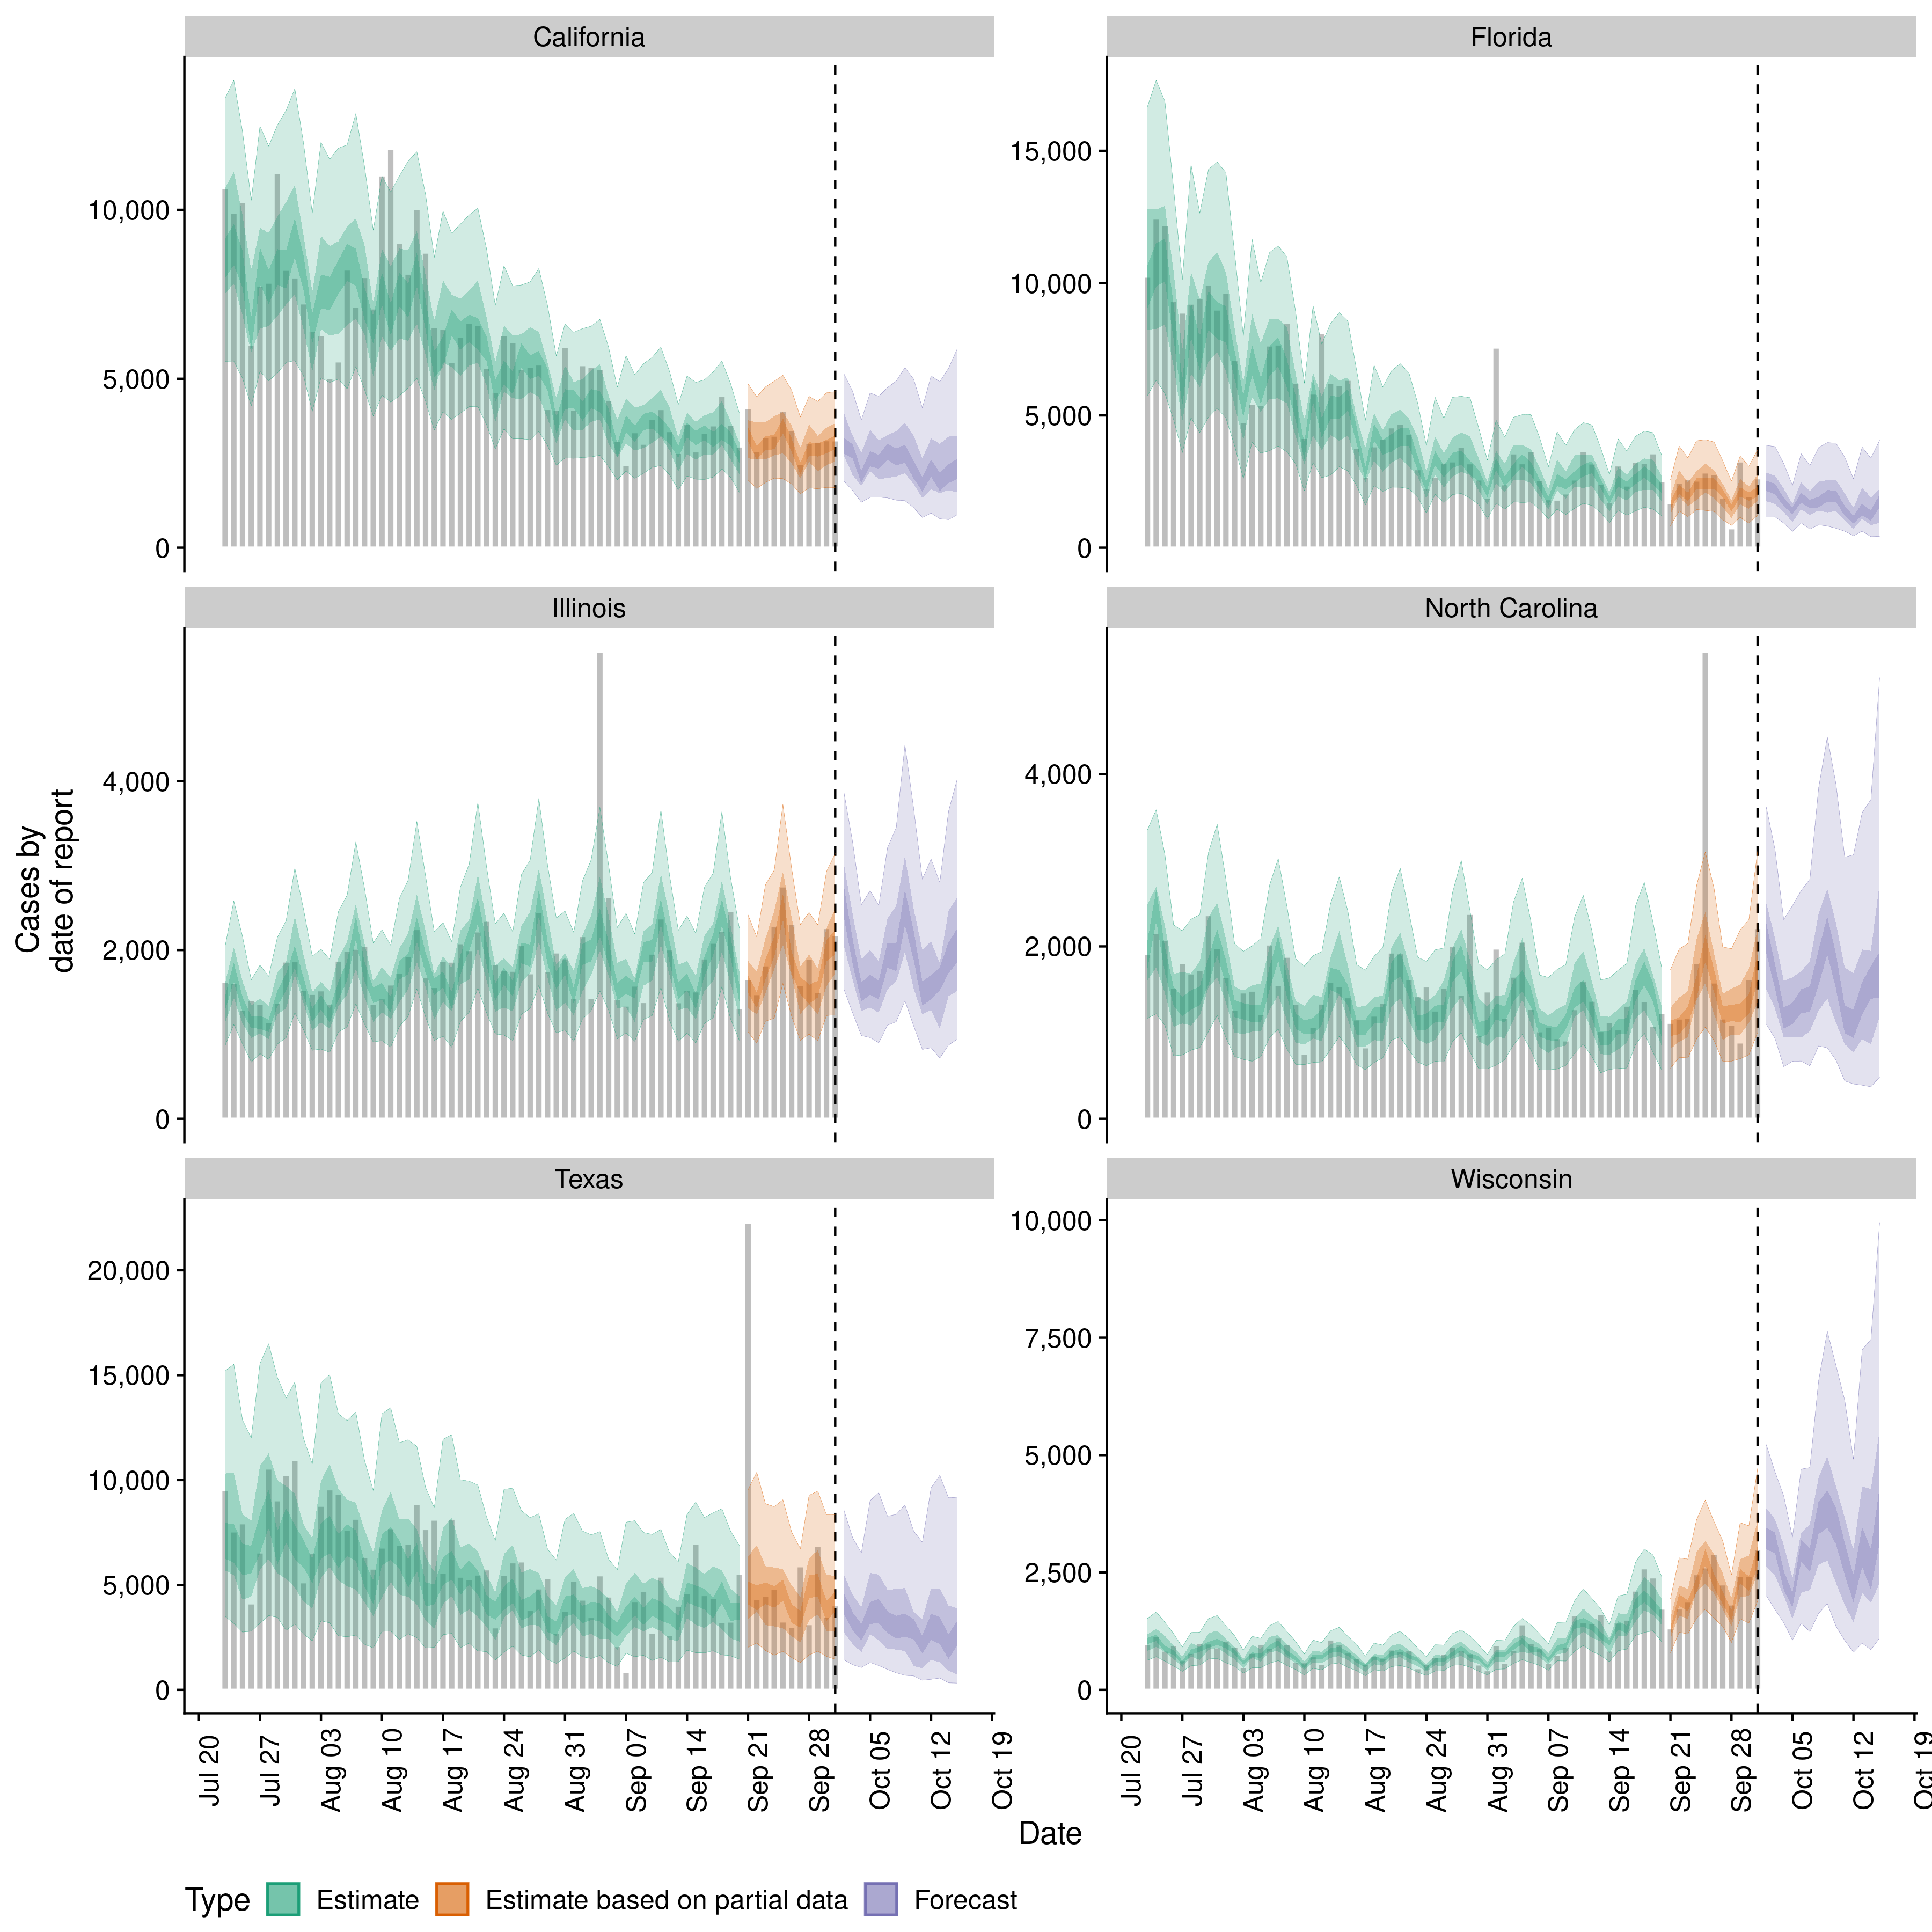 California
Florida
10,000
5,000
0
15,000
10,000
5,000
0
Illinois
North Carolina
4,000
2,000
0
4,000
2,000
0
Texas
Wisconsin
20,000
15,000
10,000
5,000
0
10,000
7,500
5,000
2,500
0
Cases by
date of report
Jul 20
Jul 27
Aug 03
Aug 10
Aug 17
Aug 24
Aug 31
Sep 07
Sep 14
Sep 21
Sep 28
Oct 05
Oct 12
Oct 19
Jul 20
Jul 27
Aug 03
Aug 10
Aug 17
Aug 24
Aug 31
Sep 07
Sep 14
Sep 21
Sep 28
Oct 05
Oct 12
Oct 19
Date
Type
Estimate
Estimate based on partial data
Forecast